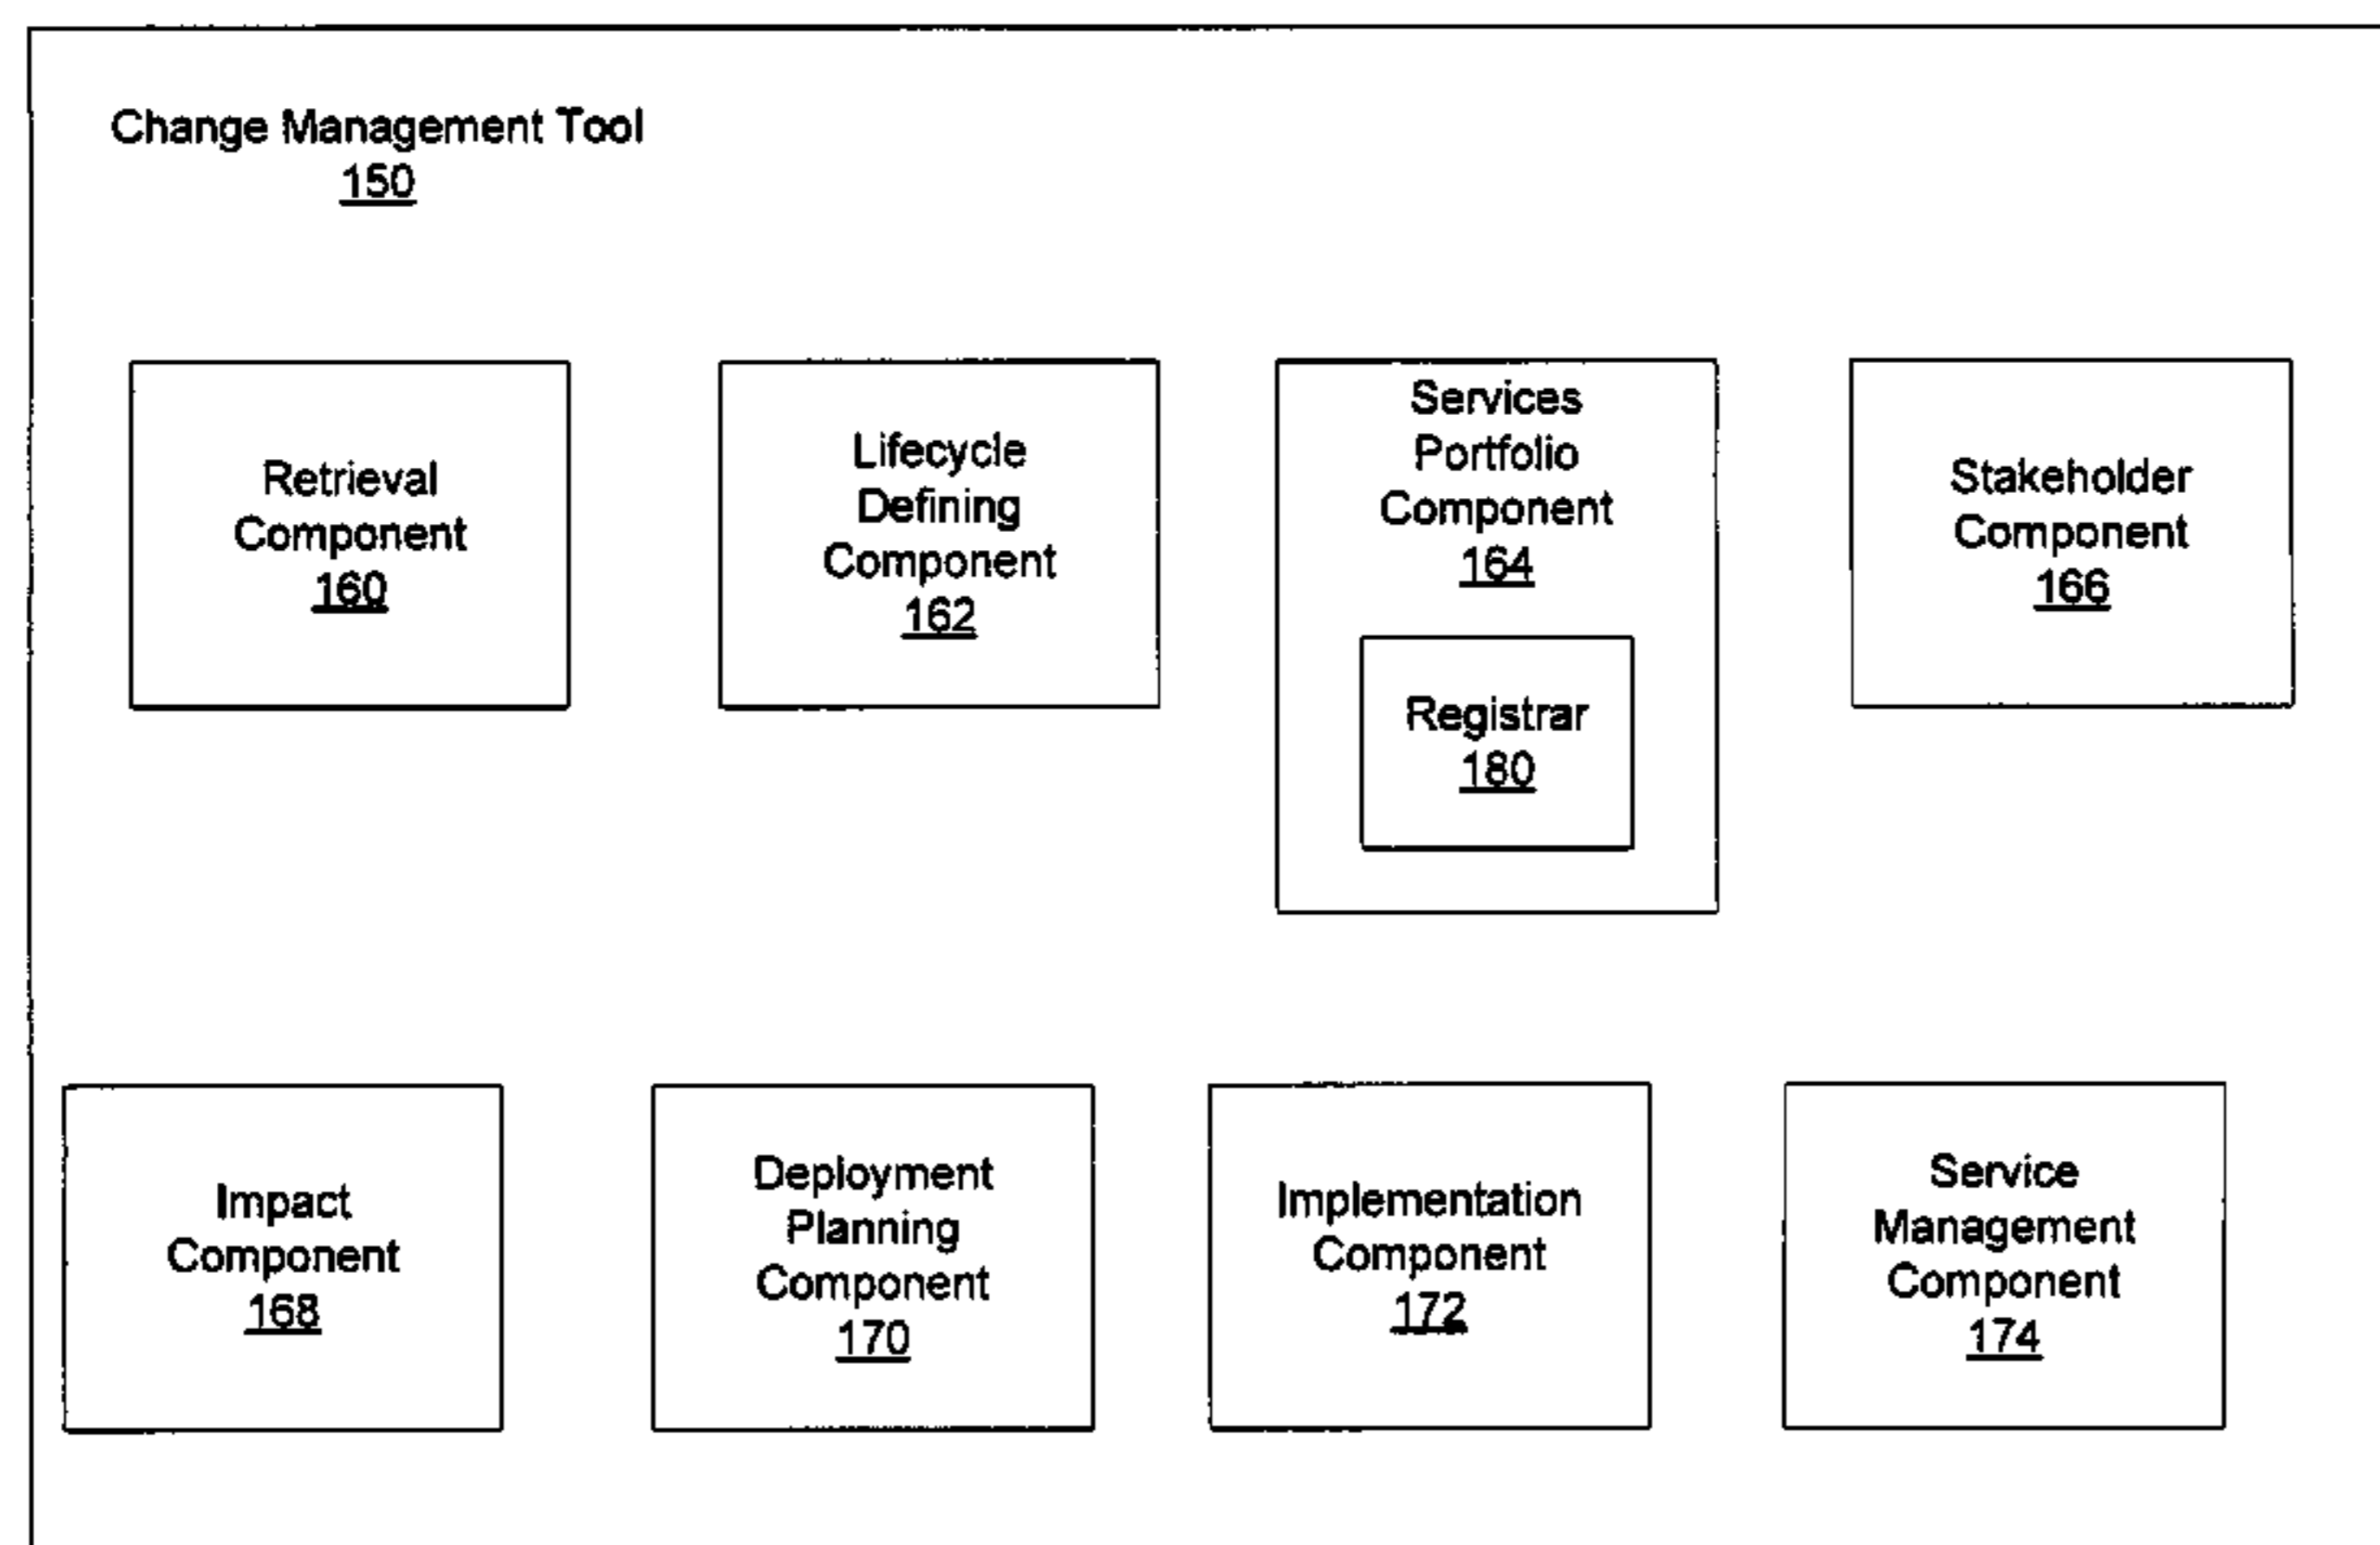 Change Management Tool
150
Retrieval
Component
160
Lifecycle
Defining
Component
162
Services
Portfolio
Component
164
Registrar
180
Stakeholder
Component
166
Impact
Component
168
Deployment
Planning
Component
170
Implementation
Component
172
Service
Management
Component
174